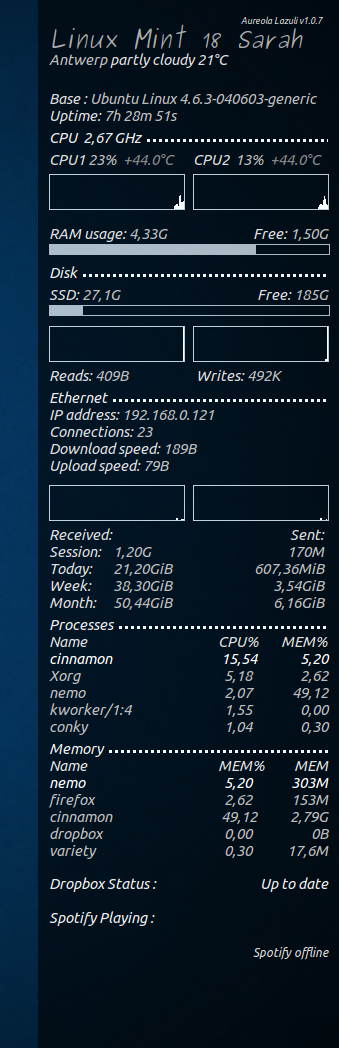 Aureola Lazuli v1.0.7
Linux Mint 18 Sarah
Antwerp partly cloudy 21°C
Base : Ubuntu Linux 4.6.3-040603-generic
Uptime: 7h 28m 51s
CPU 2,67 GHz
CPU1 23% +44.0°C CPU2 13% +44.0°C
RAM usage: 4,33G Free: 1,50G
Disk
SSD: 27,1G Free: 185G
Reads: 409B Writes: 492K
Ethernet
IP address: 192.168.0.121
Connections: 23
Download speed: 189B
Upload speed: 79B
Received: Sent:
Session: 1,20G 170M
Today: 21,20GiB 607,36MiB
Week: 38,30GiB 3,54GiB
Month: 50,44GiB 6,16GiB
Processes
Name CPU% MEM%
cinnamon 15,54 5,20
Xorg 5,18 2,62
nemo 2,07 49,12
kworker/1:4 1,55 0,00
conky 1,04 0,30
Memory
Name MEM% MEM
nemo 5,20 303M
firefox 2,62 153M
cinnamon 49,12 2,79G
dropbox 0,00 0B
variety 0,30 17,6M
Dropbox Status : Up to date
Spotify Playing :
Spotify offline